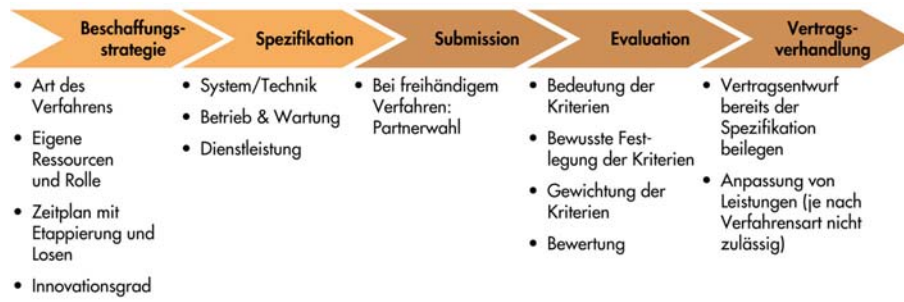 Beschaffungs-
strategie
Spezifikation
Submission
Evaluation
Vertrags-
verhandlung
• Art des
Verfahrens
• Eigene
Ressourcen
und Rolle
• Zeitplan mit
Etappierung und
Losen
• Innovationsgrad
• System/Technik
• Betrieb & Wartung
• Dienstleistung
• Bei freihändigem
Verfahren:
Partnerwahl
• Bedeutung der
Kriterien
• Bewusste Fest-
legung der Kriterien
• Gewichtung der
Kriterien
• Bewertung
• Vertragsentwurf
bereits der
Spezifikation
beilegen
• Anpassung von
Leistungen (je nach
Verfahrensart nicht
zulässig)